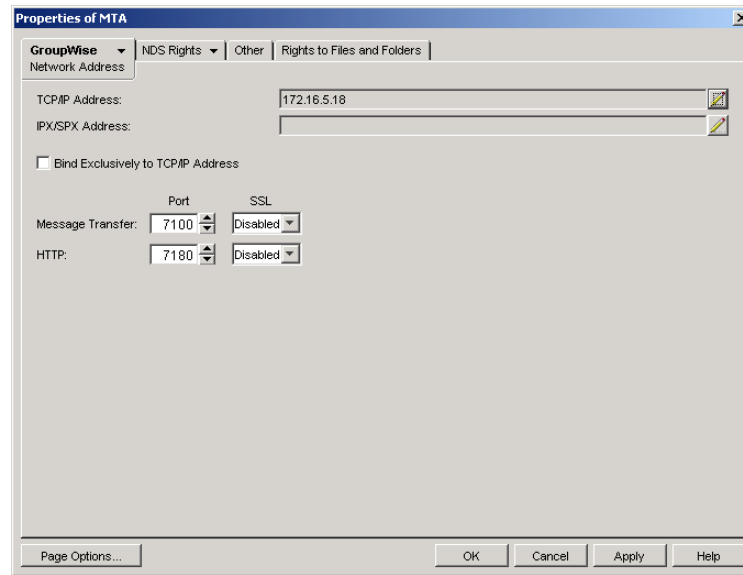 Properties of MTA
GroupWise NDS Rights Other Rights to Files and Folders
Network Address
TCP/IP Address: 172.16.5.18
IPX/SPX Address:
Bind Exclusively to TCP/IP Address
Port SSL
Message Transfer: 7100 Disabled
HTTP: 7180 Disabled
Page Options... OK Cancel Apply Help